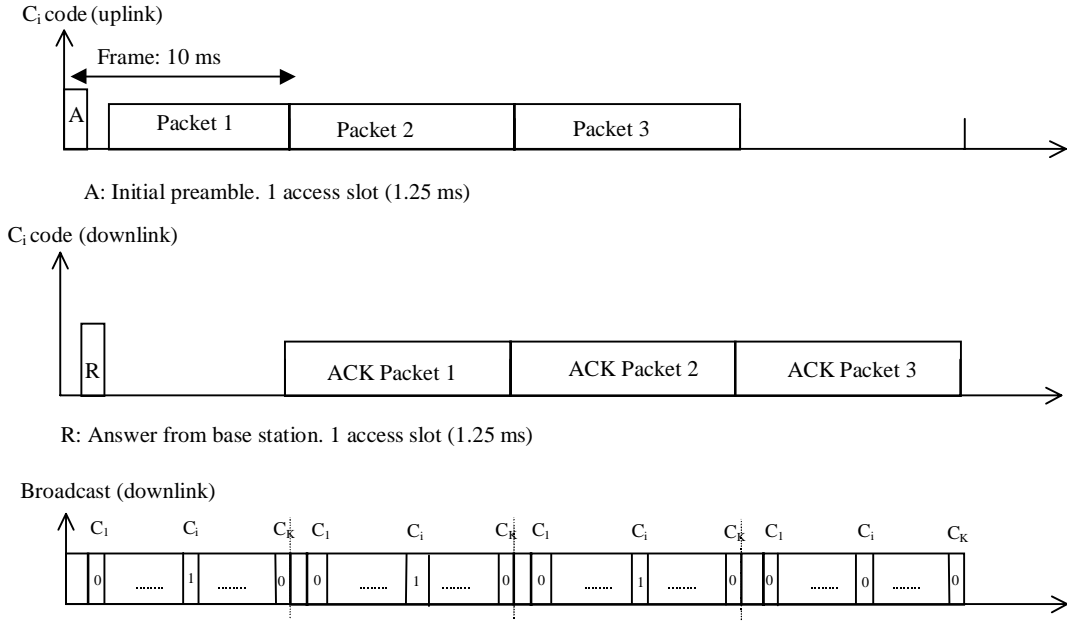 Ci code (uplink)
Frame: 10 ms
A
Packet 1
Packet 2
Packet 3
A: Initial preamble. 1 access slot (1.25 ms)
Ci code (downlink)
R
ACK Packet 1
ACK Packet 2
ACK Packet 3
R: Answer from base station. 1 access slot (1.25 ms)
Broadcast (downlink)
C1 Ci CK C1 Ci CK C1 Ci CK C1 Ci CK
0 ....... 1 ....... 0 0 ....... 1 ....... 0 0 ....... 1 ....... 0 0 ....... 0 ....... 0